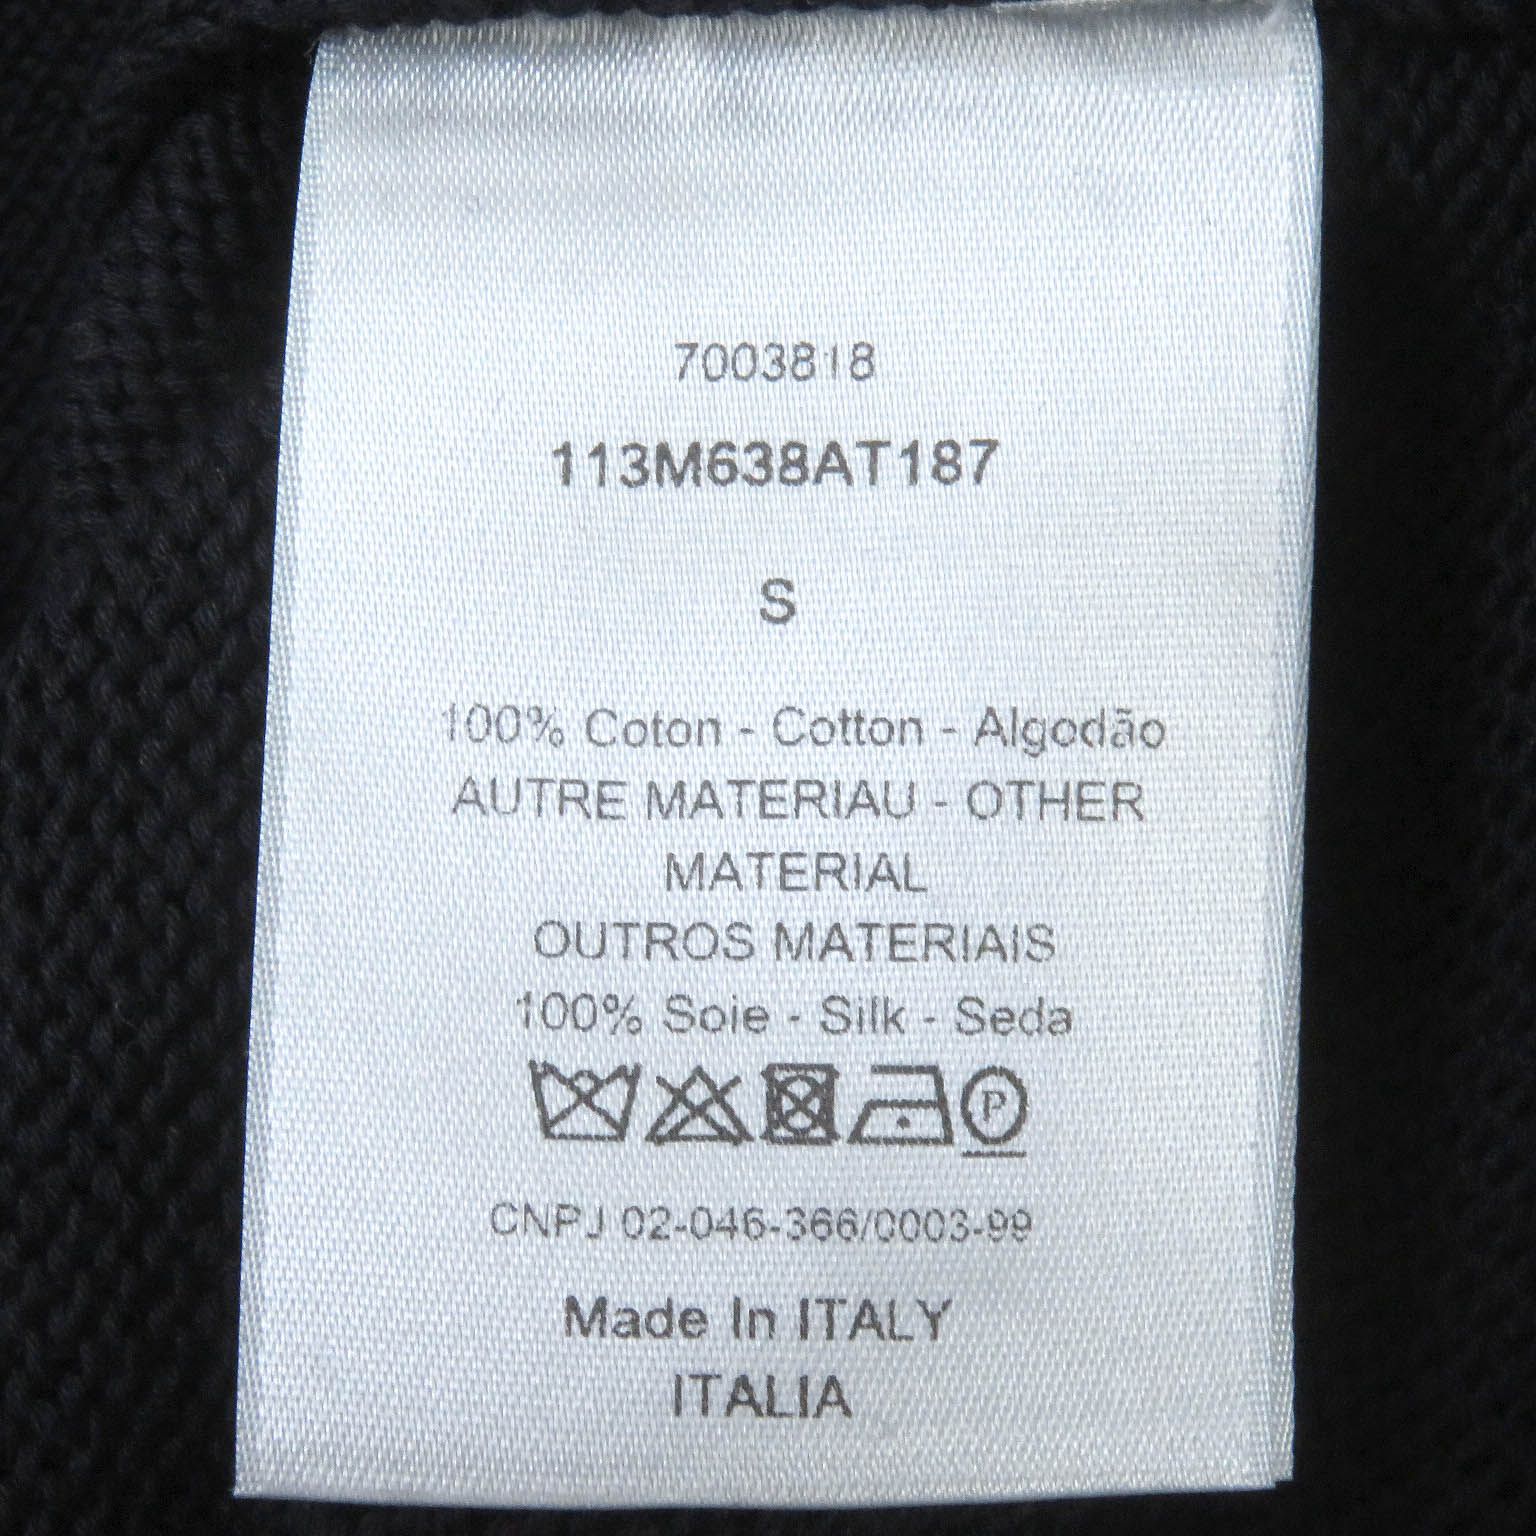 7003818
113M638AT187
S
100% Coton - Cotton - Algodão
AUTRE MATERIAU - OTHER
MATERIAL
OUTROS MATERIAIS
100% Soie - Silk - Seda
P
CNPJ 02-046-366/0003-99
Made In ITALY
ITALIA